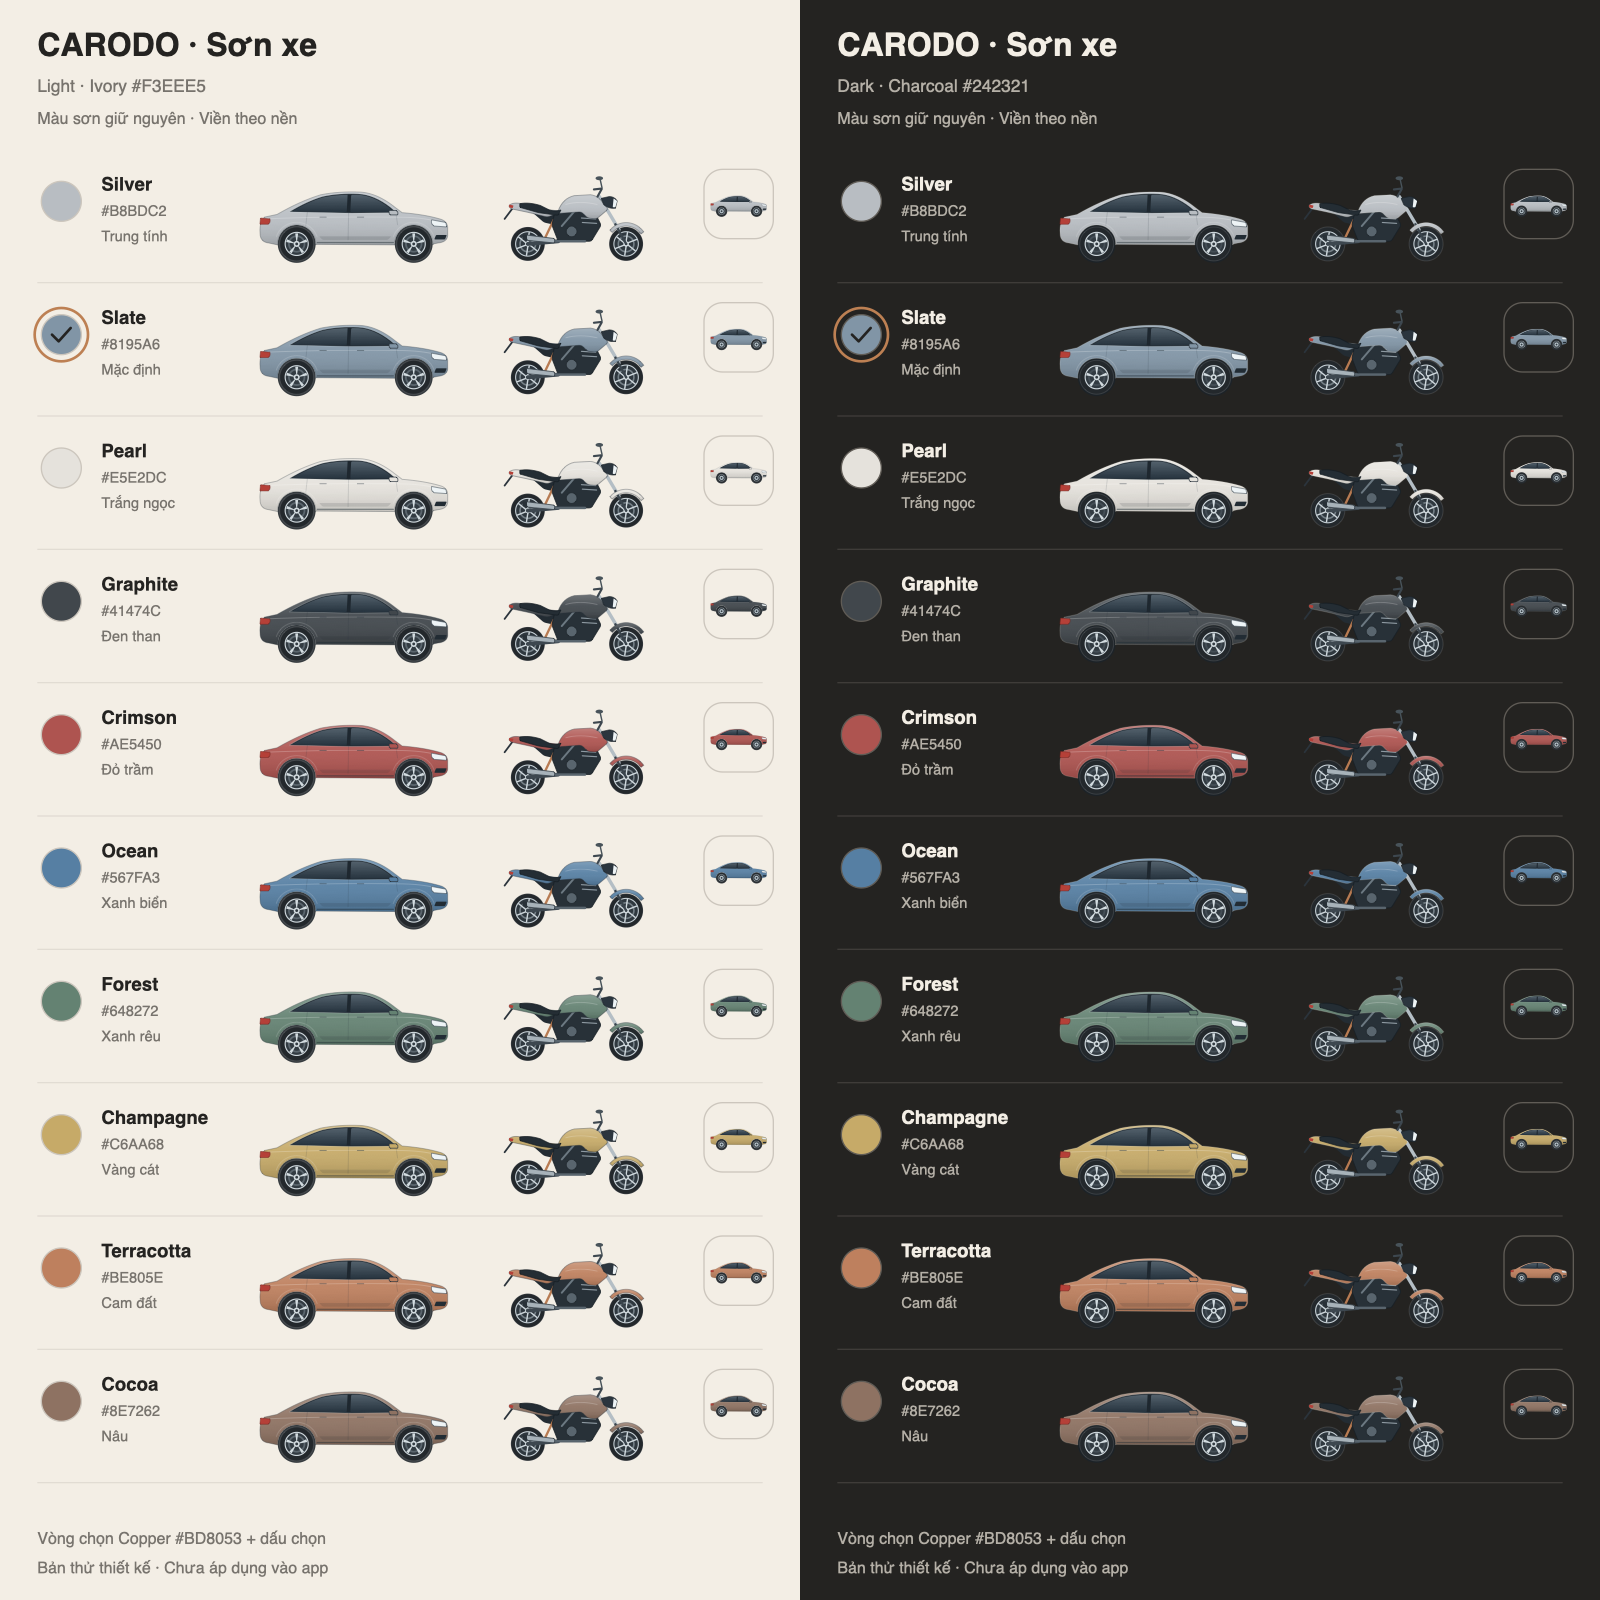 CARODO · Sơn xe
Light · Ivory #F3EEE5
Màu sơn giữ nguyên · Viền theo nền
Silver
#B8BDC2
Trung tính
Slate
#8195A6
Mặc định
Pearl
#E5E2DC
Trắng ngọc
Graphite
#41474C
Đen than
Crimson
#AE5450
Đỏ trầm
Ocean
#567FA3
Xanh biển
Forest
#648272
Xanh rêu
Champagne
#C6AA68
Vàng cát
Terracotta
#BE805E
Cam đất
Cocoa
#8E7262
Nâu
Vòng chọn Copper #BD8053 + dấu chọn
Bản thử thiết kế · Chưa áp dụng vào app
CARODO · Sơn xe
Dark · Charcoal #242321
Màu sơn giữ nguyên · Viền theo nền
Silver
#B8BDC2
Trung tính
Slate
#8195A6
Mặc định
Pearl
#E5E2DC
Trắng ngọc
Graphite
#41474C
Đen than
Crimson
#AE5450
Đỏ trầm
Ocean
#567FA3
Xanh biển
Forest
#648272
Xanh rêu
Champagne
#C6AA68
Vàng cát
Terracotta
#BE805E
Cam đất
Cocoa
#8E7262
Nâu
Vòng chọn Copper #BD8053 + dấu chọn
Bản thử thiết kế · Chưa áp dụng vào app